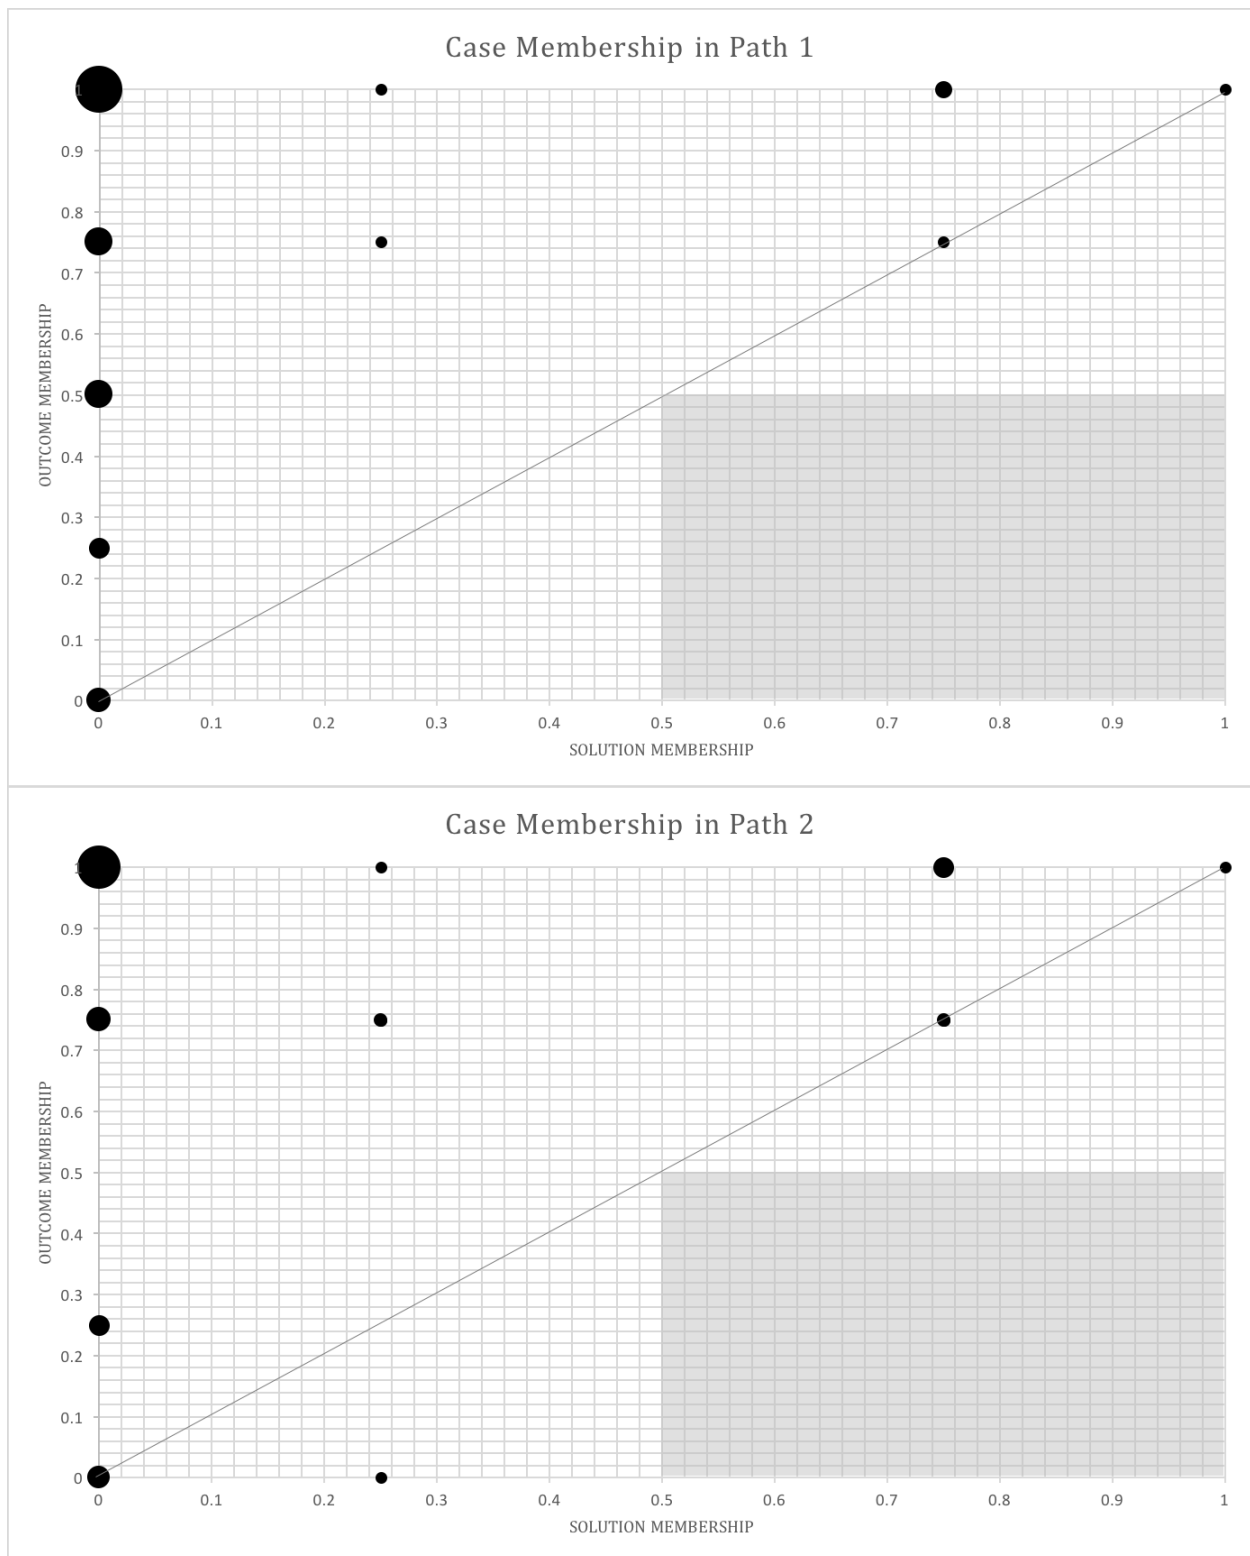 Case Membership in Path 1
1
0.9
0.8
0.7
0.6
0.5
0.4
0.3
0.2
0.1
0
OUTCOME MEMBERSHIP
0 0.1 0.2 0.3 0.4 0.5 0.6 0.7 0.8 0.9 1
SOLUTION MEMBERSHIP
Case Membership in Path 2
1
0.9
0.8
0.7
0.6
0.5
0.4
0.3
0.2
0.1
0
OUTCOME MEMBERSHIP
0 0.1 0.2 0.3 0.4 0.5 0.6 0.7 0.8 0.9 1
SOLUTION MEMBERSHIP